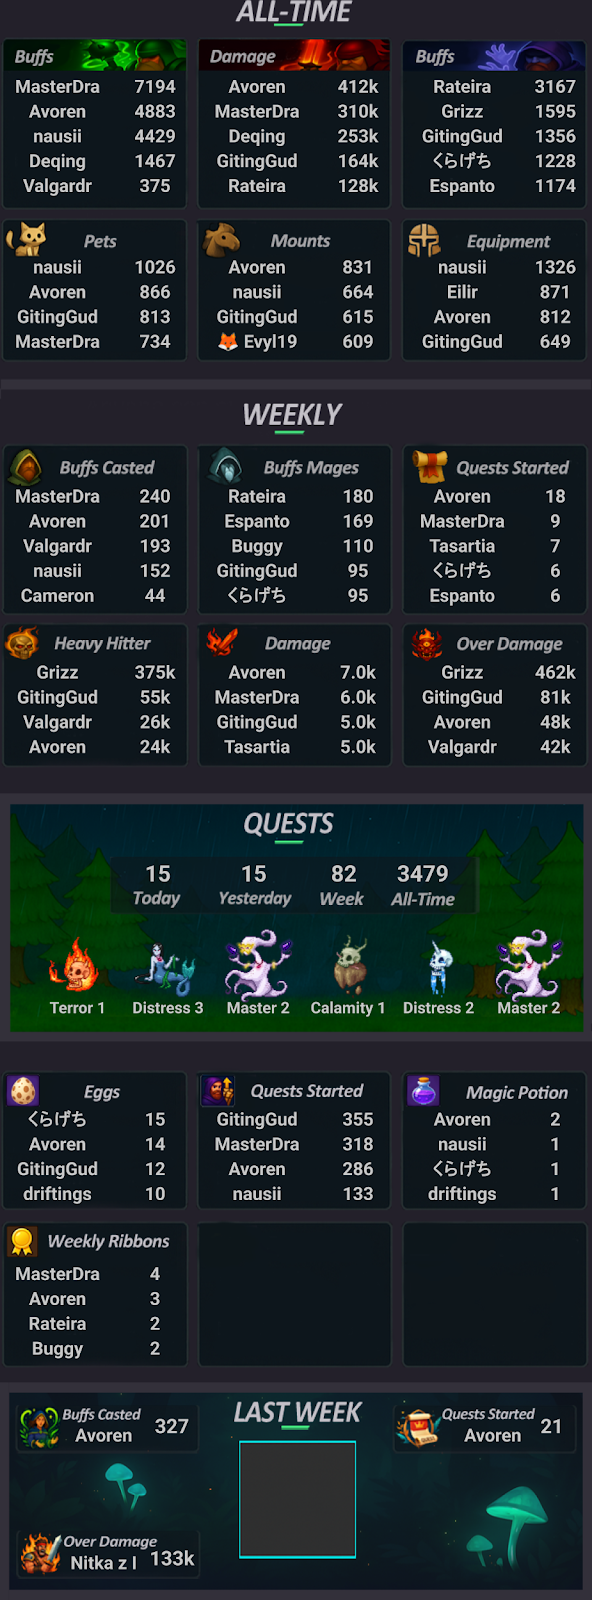 ALL-TIME
Buffs
MasterDra 7194
Avoren 4883
nausii 4429
Deqing 1467
Valgardr 375
Damage
Avoren 412k
MasterDra 310k
Deqing 253k
GitingGud 164k
Rateira 128k
Buffs
Rateira 3167
Grizz 1595
GitingGud 1356
くらげち 1228
Espanto 1174
Pets
nausii 1026
Avoren 866
GitingGud 813
MasterDra 734
Mounts
Avoren 831
nausii 664
GitingGud 615
🦊 Evyl19 609
Equipment
nausii 1326
Eilir 871
Avoren 812
GitingGud 649
WEEKLY
Buffs Casted
MasterDra 240
Avoren 201
Valgardr 193
nausii 152
Cameron 44
Buffs Mages
Rateira 180
Espanto 169
Buggy 110
GitingGud 95
くらげち 95
Quests Started
Avoren 18
MasterDra 9
Tasartia 7
くらげち 6
Espanto 6
Heavy Hitter
Grizz 375k
GitingGud 55k
Valgardr 26k
Avoren 24k
Damage
Avoren 7.0k
MasterDra 6.0k
GitingGud 5.0k
Tasartia 5.0k
Over Damage
Grizz 462k
GitingGud 81k
Avoren 48k
Valgardr 42k
QUESTS
15 15 82 3479
Today Yesterday Week All-Time
Terror 1 Distress 3 Master 2 Calamity 1 Distress 2 Master 2
Eggs
くらげち 15
Avoren 14
GitingGud 12
driftings 10
Quests Started
GitingGud 355
MasterDra 318
Avoren 286
nausii 133
Magic Potion
Avoren 2
nausii 1
くらげち 1
driftings 1
Weekly Ribbons
MasterDra 4
Avoren 3
Rateira 2
Buggy 2
LAST WEEK
Buffs Casted
Avoren 327
Quests Started
Avoren 21
Over Damage
Nitka z l 133k